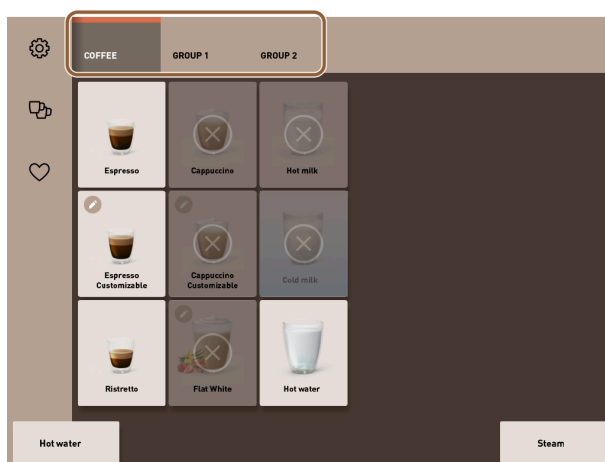 COFFEE
GROUP 1
GROUP 2
Espresso
Cappuccino
Hot milk
Espresso
Customizable
Cappuccino
Customizable
Cold milk
Ristretto
Flat White
Hot water
Hot water
Steam